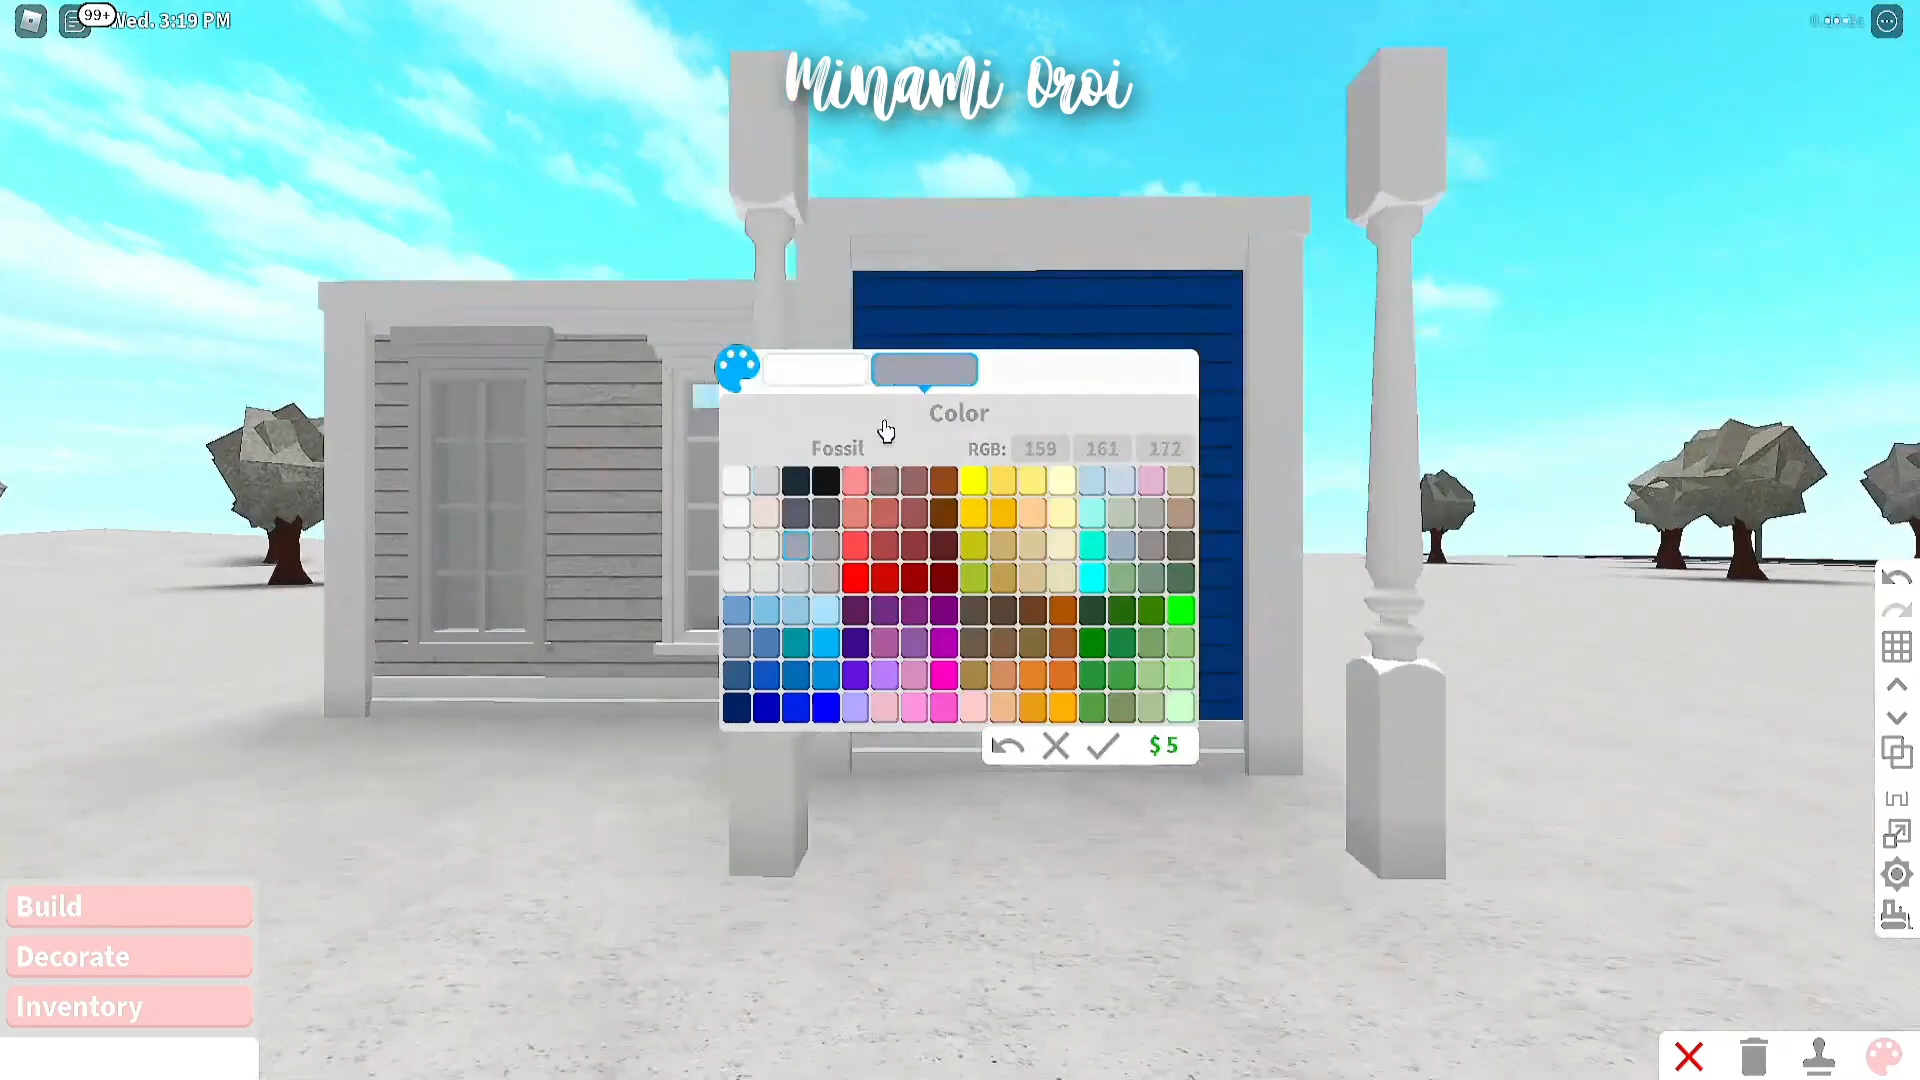 99+
Wed. 3:19 PM
Minami Oroi
Color
Fossil
RGB: 159 161 172
$5
Build
Decorate
Inventory